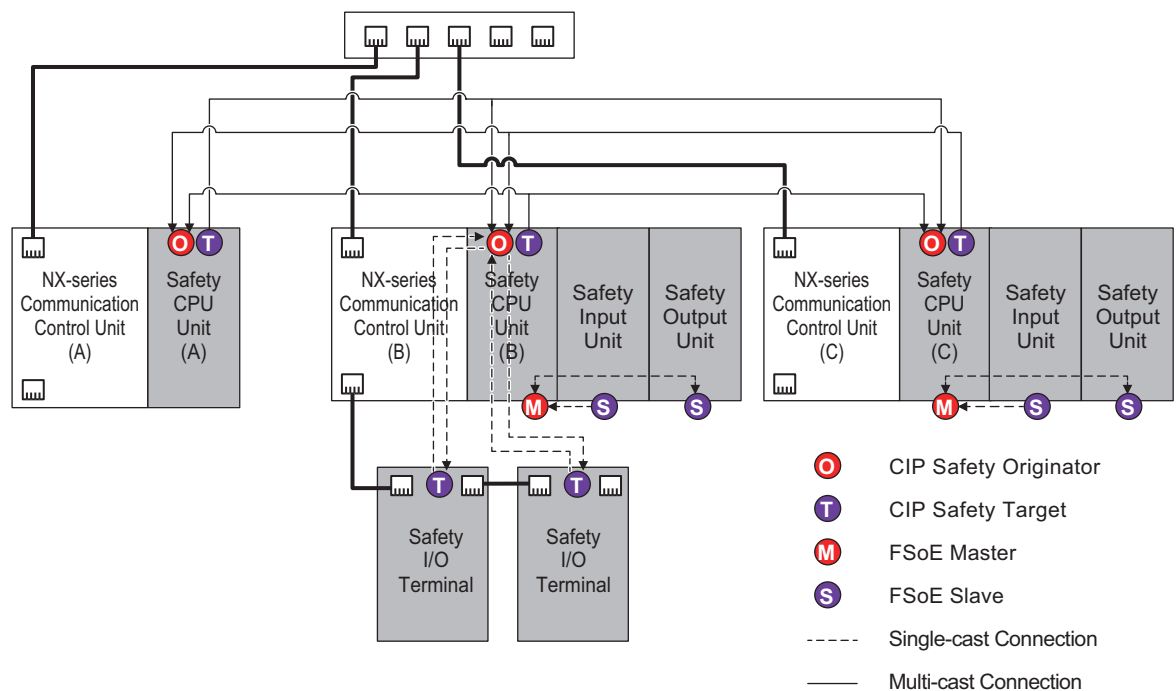 O
T
NX-series
Communication
Control Unit
(A)
Safety
CPU
Unit
(A)
NX-series
Communication
Control Unit
(B)
O
T
Safety
CPU
Unit
(B)
Safety
Input
Unit
Safety
Output
Unit
M
S
S
NX-series
Communication
Control Unit
(C)
O
T
Safety
CPU
Unit
(C)
Safety
Input
Unit
Safety
Output
Unit
M
S
S
T
Safety
I/O
Terminal
T
Safety
I/O
Terminal
O CIP Safety Originator
T CIP Safety Target
M FSoE Master
S FSoE Slave
Single-cast Connection
Multi-cast Connection